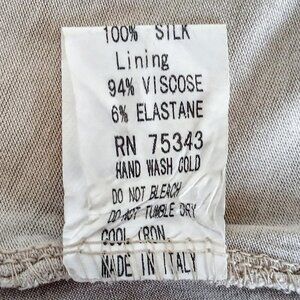 100% SILK
Lining
94% VISCOSE
6% ELASTANE
RN 75343
HAND WASH COLD
DO NOT BLEACH
DO NOT TUMBLE DRY
COOL IRON
MADE IN ITALY